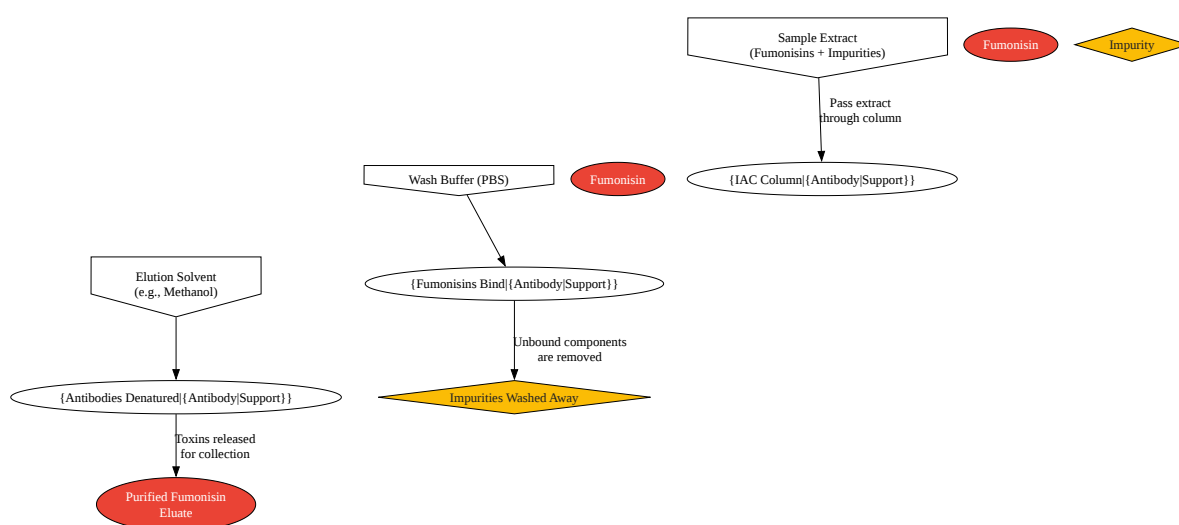 Sample Extract
(Fumonisins + Impurities)
Fumonisin
Impurity
Pass extract
through column
{IAC Column|{Antibody|Support}}
Wash Buffer (PBS)
Fumonisin
{Fumonisins Bind|{Antibody|Support}}
Unbound components
are removed
Impurities Washed Away
Elution Solvent
(e.g., Methanol)
{Antibodies Denatured|{Antibody|Support}}
Toxins released
for collection
Purified Fumonisin
Eluate